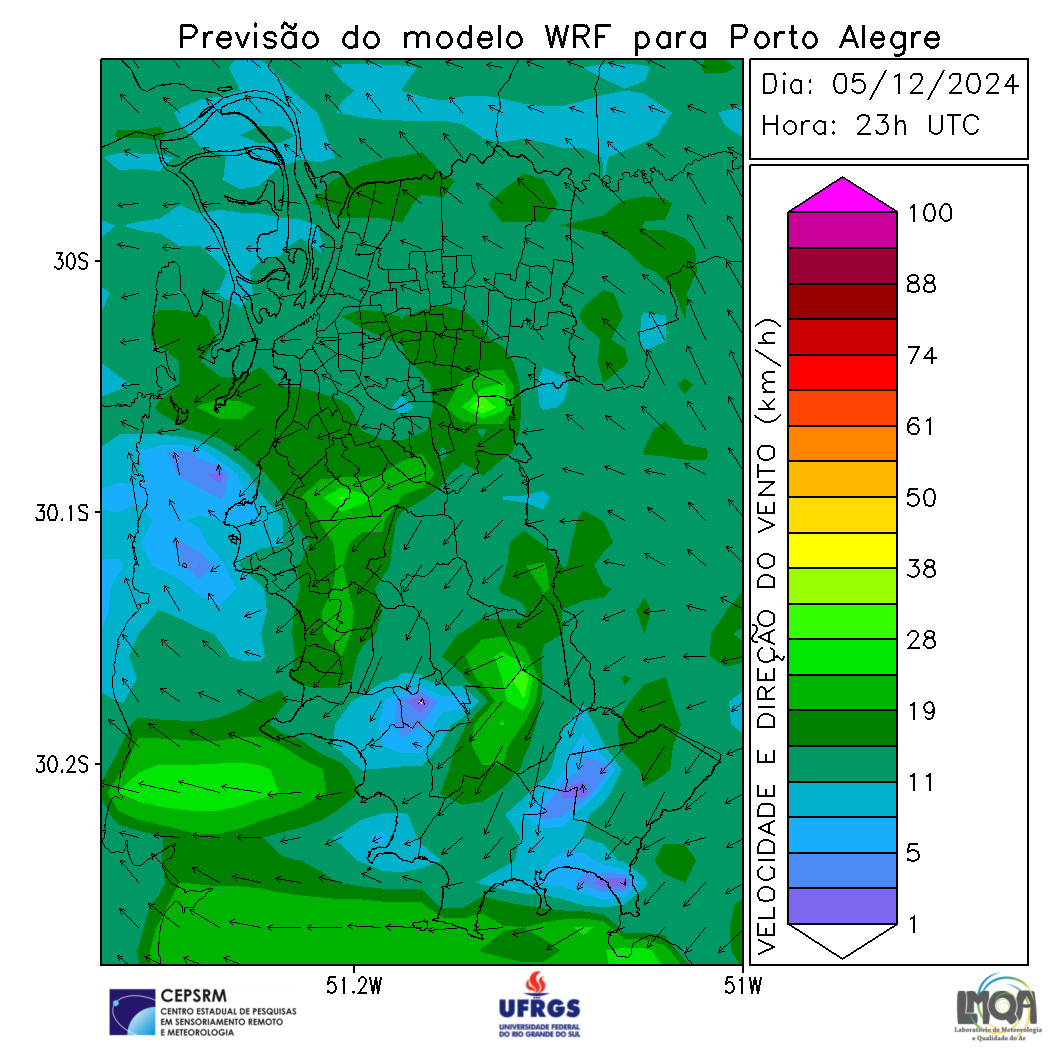 Previsão do modelo WRF para Porto Alegre
Dia: 05/12/2024
Hora: 23h UTC
30S
30.1S
30.2S
51.2W
51W
VELOCIDADE E DIREÇÃO DO VENTO (km/h)
100
88
74
61
50
38
28
19
11
5
1
CEPSRM
CENTRO ESTADUAL DE PESQUISAS
EM SENSORIAMENTO REMOTO
E METEOROLOGIA
UFRGS
UNIVERSIDADE FEDERAL
DO RIO GRANDE DO SUL
LMQA
Laboratório de Meteorologia
e Qualidade do Ar